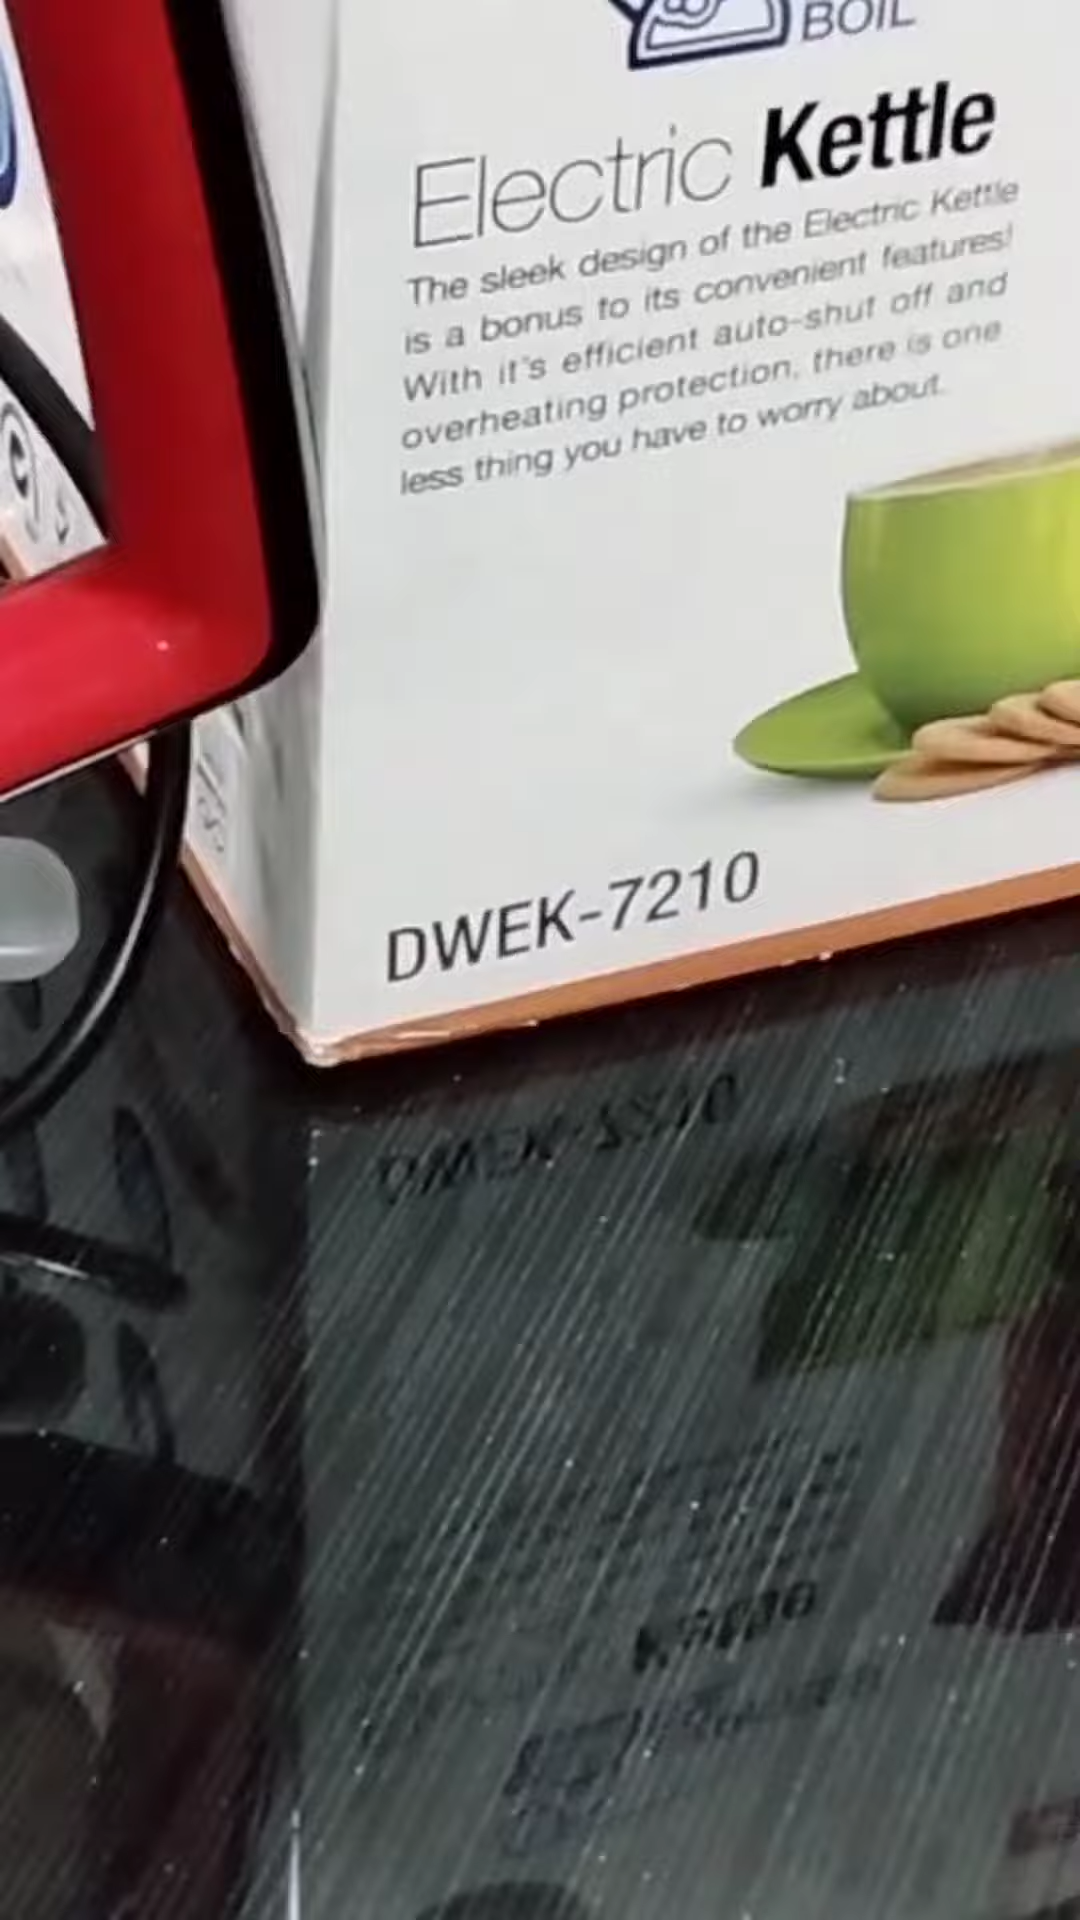 BOIL
Electric Kettle
The sleek design of the Electric Kettle
is a bonus to its convenient features!
With it's efficient auto-shut off and
overheating protection, there is one
less thing you have to worry about.
DWEK-7210